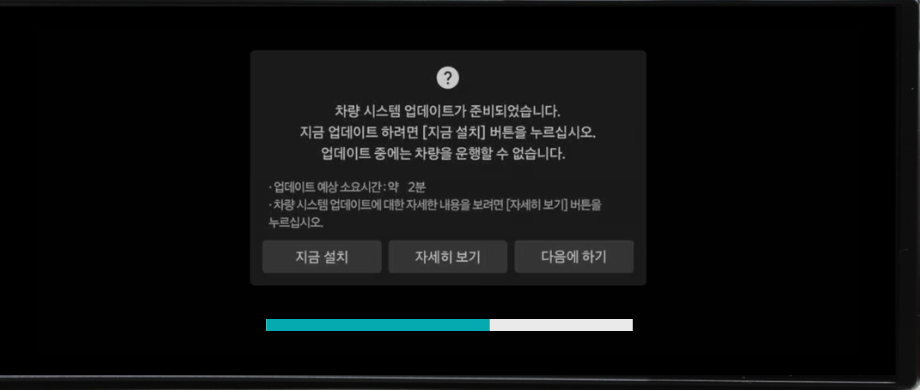 ?
차량 시스템 업데이트가 준비되었습니다.
지금 업데이트 하려면 [지금 설치] 버튼을 누르십시오.
업데이트 중에는 차량을 운행할 수 없습니다.
· 업데이트 예상 소요시간 : 약 2분
· 차량 시스템 업데이트에 대한 자세한 내용을 보려면 [자세히 보기] 버튼을
누르십시오.
지금 설치 자세히 보기 다음에 하기